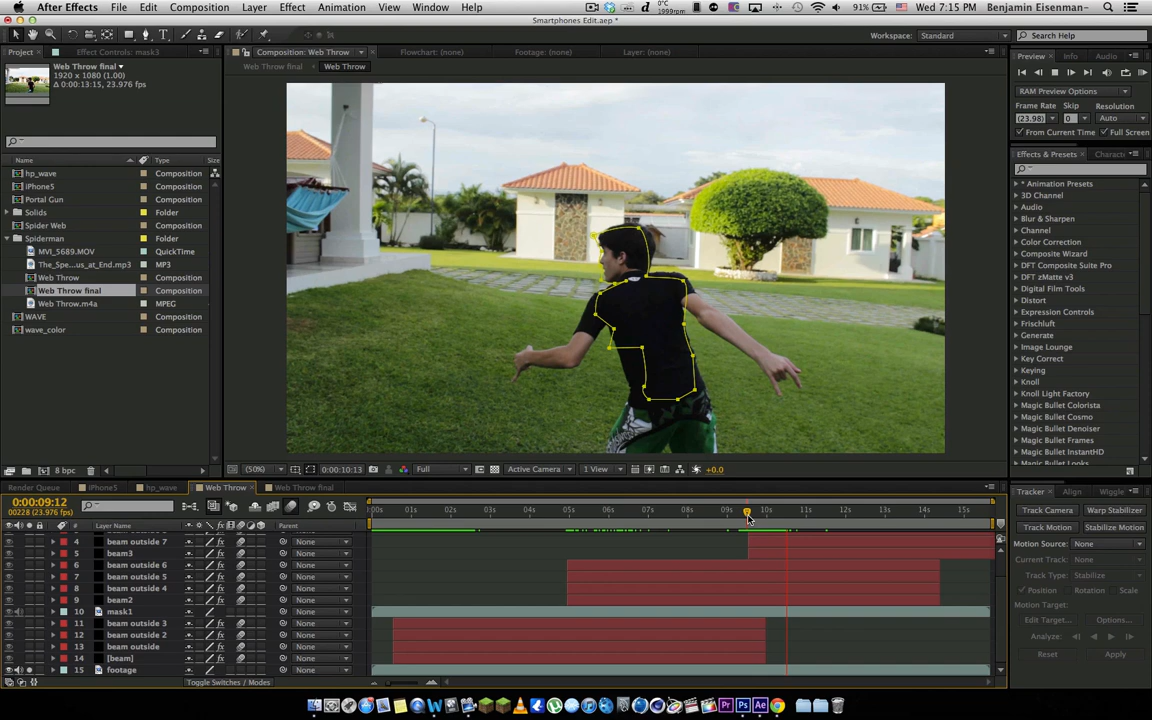 After Effects File Edit Composition Layer Effect Animation View Window Help
0°C 1999rpm 91% Wed 7:15 PM Benjamin Eisenman-
Smartphones Edit.aep *
Workspace: Standard Search Help
Project Effect Controls: mask3 Composition: Web Throw Flowchart: (none) Footage: (none) Layer: (none) Preview Info Audio
Web Throw final
1920 x 1080 (1.00)
Δ 0:00:13:15, 23.976 fps
Web Throw final Web Throw
RAM Preview Options
Frame Rate Skip Resolution
(23.98) 0 Auto
From Current Time Full Screen
Name Type Size
hp_wave Composition
iPhone5 Composition
Portal Gun Composition
Solids Folder
Spider Web Composition
Spiderman Folder
MVI_5689.MOV QuickTime
The_Spe...us_at_End.mp3 MP3
Web Throw Composition
Web Throw final Composition
Web Throw.m4a MPEG
WAVE Composition
wave_color Composition
Effects & Presets Charact
* Animation Presets
3D Channel
Audio
Blur & Sharpen
Channel
Color Correction
Composite Wizard
DFT Composite Suite Pro
DFT zMatte v3
Digital Film Tools
Distort
Expression Controls
Frischluft
Generate
Image Lounge
Key Correct
Keying
Knoll
Knoll Light Factory
Magic Bullet Colorista
Magic Bullet Cosmo
Magic Bullet Denoiser
Magic Bullet Frames
Magic Bullet InstantHD
Magic Bullet Looks
8 bpc
(50%) 0:00:10:13 Full Active Camera 1 View +0.0
Render Queue iPhone5 hp_wave Web Throw Web Throw final
0:00:09:12
00228 (23.976 fps)
:00s 01s 02s 03s 04s 05s 06s 07s 08s 09s 10s 11s 12s 13s 14s 15s
# Layer Name Parent
4 beam outside 7 None
5 beam3 None
6 beam outside 6 None
7 beam outside 5 None
8 beam outside 4 None
9 beam2 None
10 mask1 None
11 beam outside 3 None
12 beam outside 2 None
13 beam outside None
14 [beam] None
15 footage None
Toggle Switches / Modes
Tracker Align Wiggle
Track Camera Warp Stabilizer
Track Motion Stabilize Motion
Motion Source: None
Current Track: None
Track Type: Stabilize
Position Rotation Scale
Motion Target:
Edit Target... Options...
Analyze:
Reset Apply